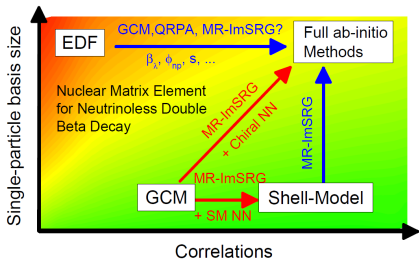 Single-particle basis size
EDF
GCM,QRPA, MR-ImSRG?
βλ, ϕnp, s, ...
Full ab-initio
Methods
Nuclear Matrix Element
for Neutrinoless Double
Beta Decay
MR-ImSRG
+ Chiral NN
MR-ImSRG
GCM
MR-ImSRG
+ SM NN
Shell-Model
Correlations